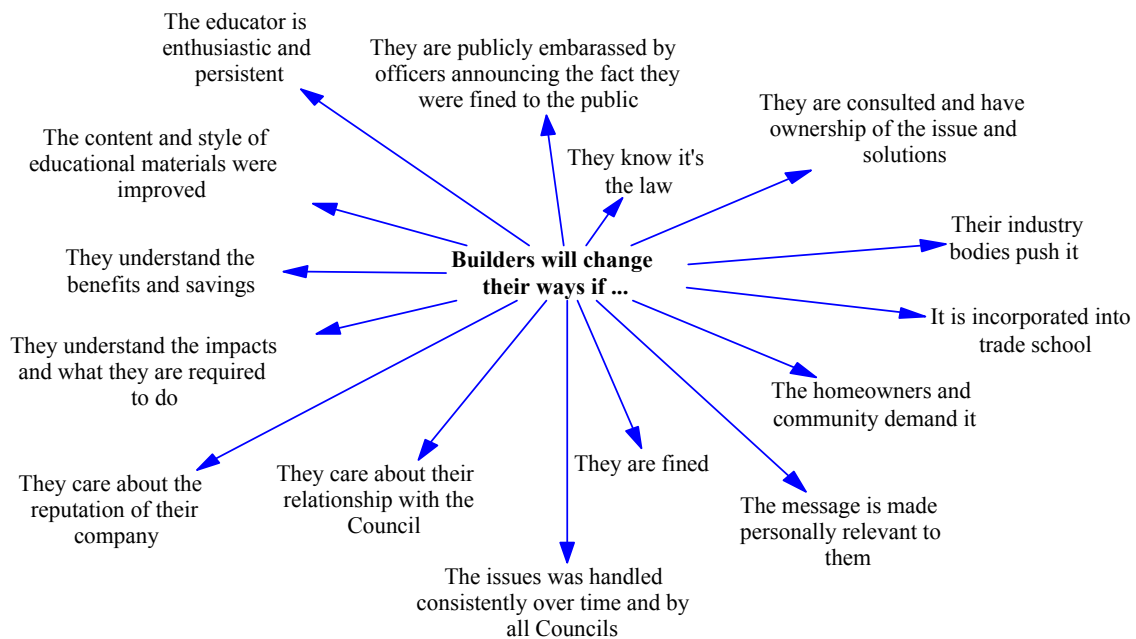 The educator is
enthusiastic and
persistent
They are publicly embarassed by
officers announcing the fact they
were fined to the public
They are consulted and have
ownership of the issue and
solutions
The content and style of
educational materials were
improved
They know it's
the law
Their industry
bodies push it
They understand the
benefits and savings
Builders will change
their ways if ...
They understand the impacts
and what they are required
to do
It is incorporated into
trade school
The homeowners and
community demand it
They care about the
reputation of their
company
They care about their
relationship with the
Council
They are fined
The message is made
personally relevant to
them
The issues was handled
consistently over time and by
all Councils